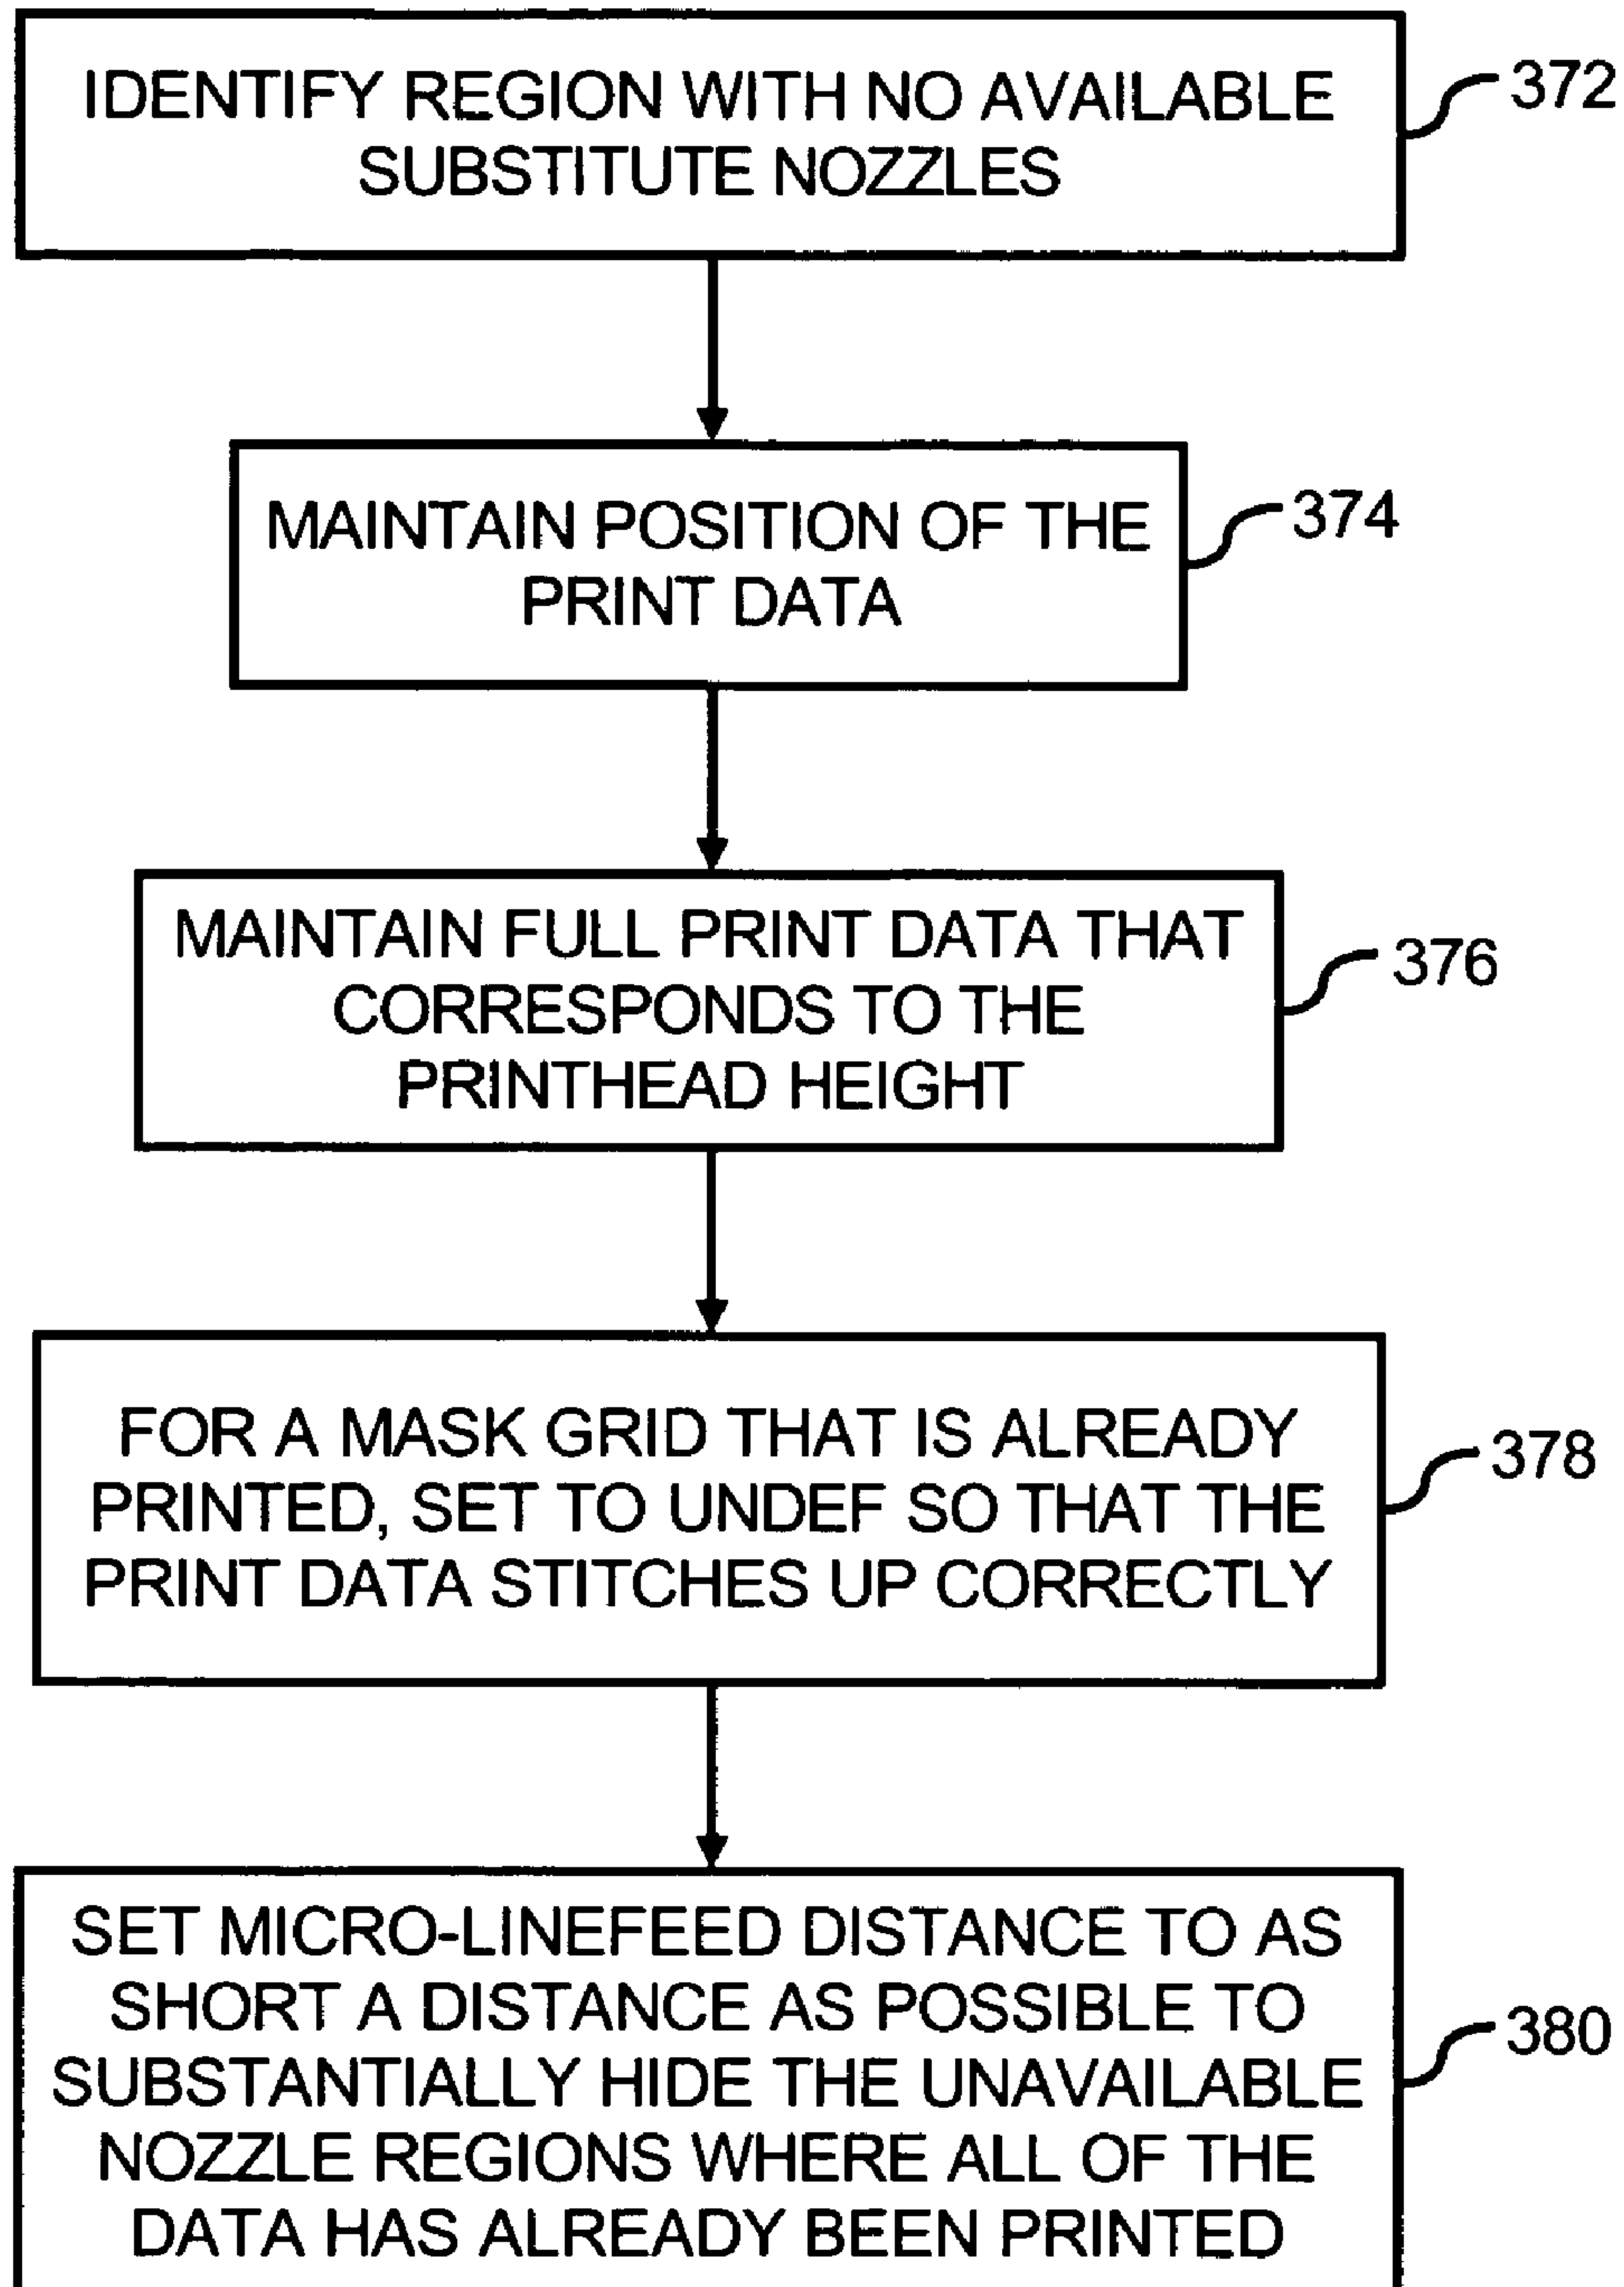 IDENTIFY REGION WITH NO AVAILABLE
SUBSTITUTE NOZZLES
372
MAINTAIN POSITION OF THE
PRINT DATA
374
MAINTAIN FULL PRINT DATA THAT
CORRESPONDS TO THE
PRINTHEAD HEIGHT
376
FOR A MASK GRID THAT IS ALREADY
PRINTED, SET TO UNDEF SO THAT THE
PRINT DATA STITCHES UP CORRECTLY
378
SET MICRO-LINEFEED DISTANCE TO AS
SHORT A DISTANCE AS POSSIBLE TO
SUBSTANTIALLY HIDE THE UNAVAILABLE
NOZZLE REGIONS WHERE ALL OF THE
DATA HAS ALREADY BEEN PRINTED
380